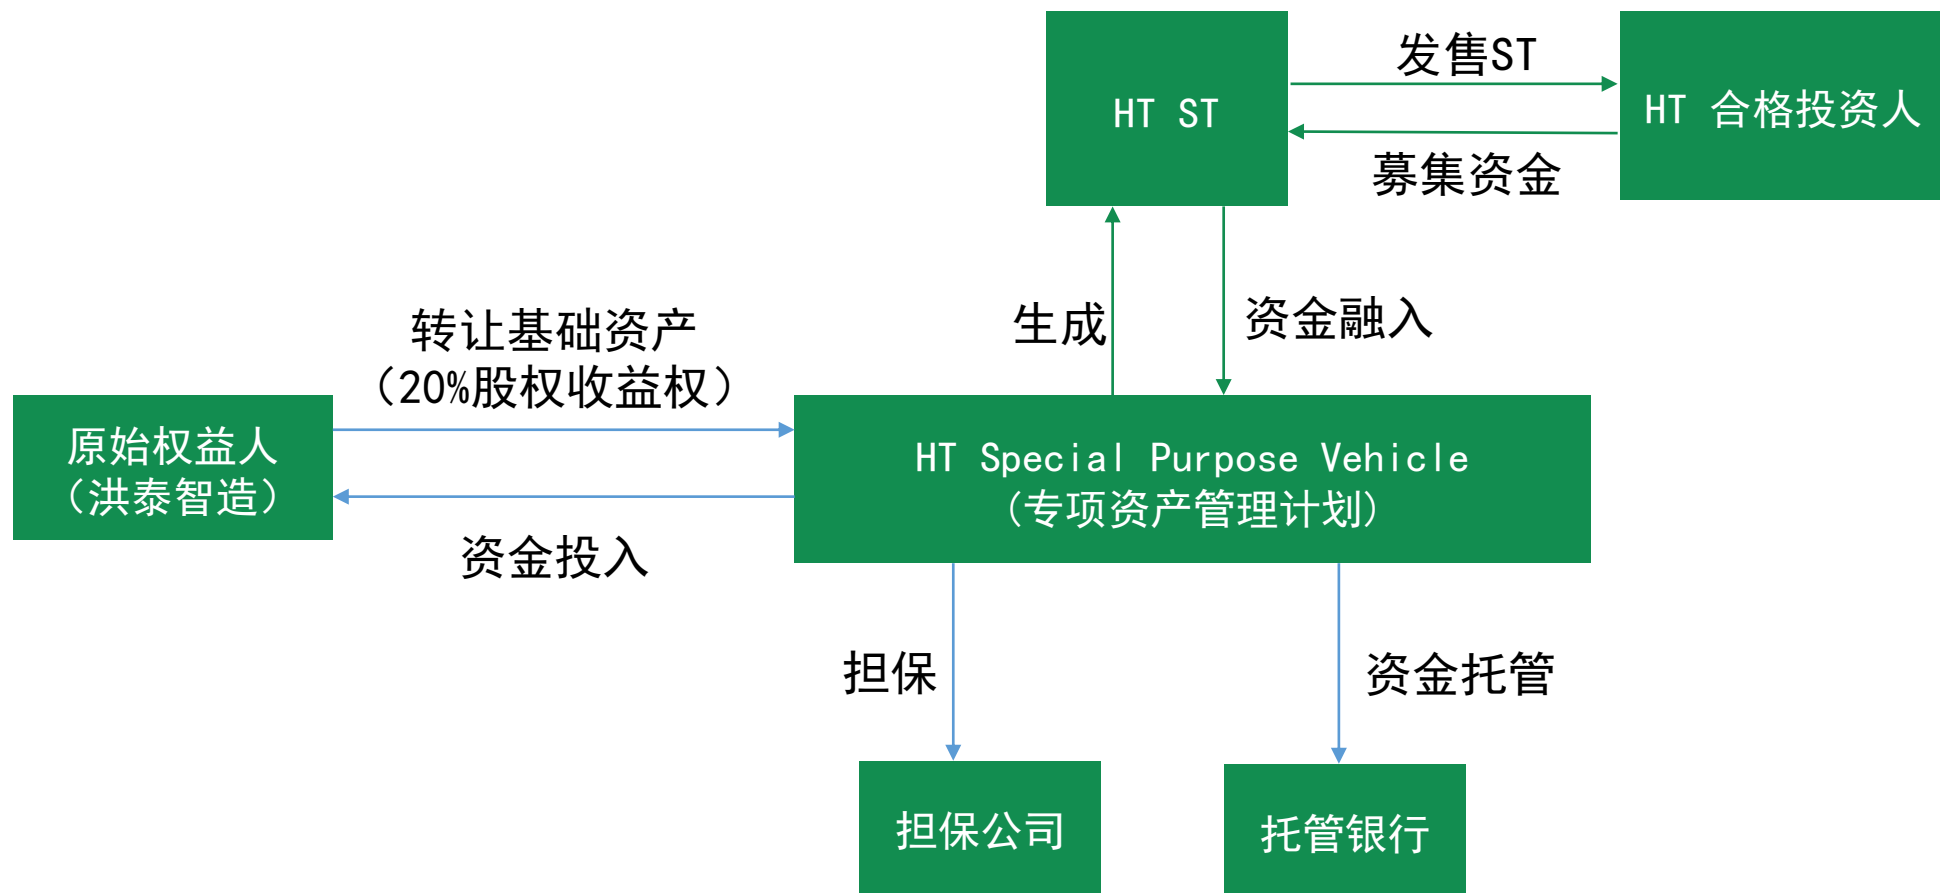 发售ST
HT ST
HT 合格投资人
募集资金
生成
资金融入
转让基础资产
（20%股权收益权）
原始权益人
（洪泰智造）
HT Special Purpose Vehicle
（专项资产管理计划）
资金投入
担保
资金托管
担保公司
托管银行